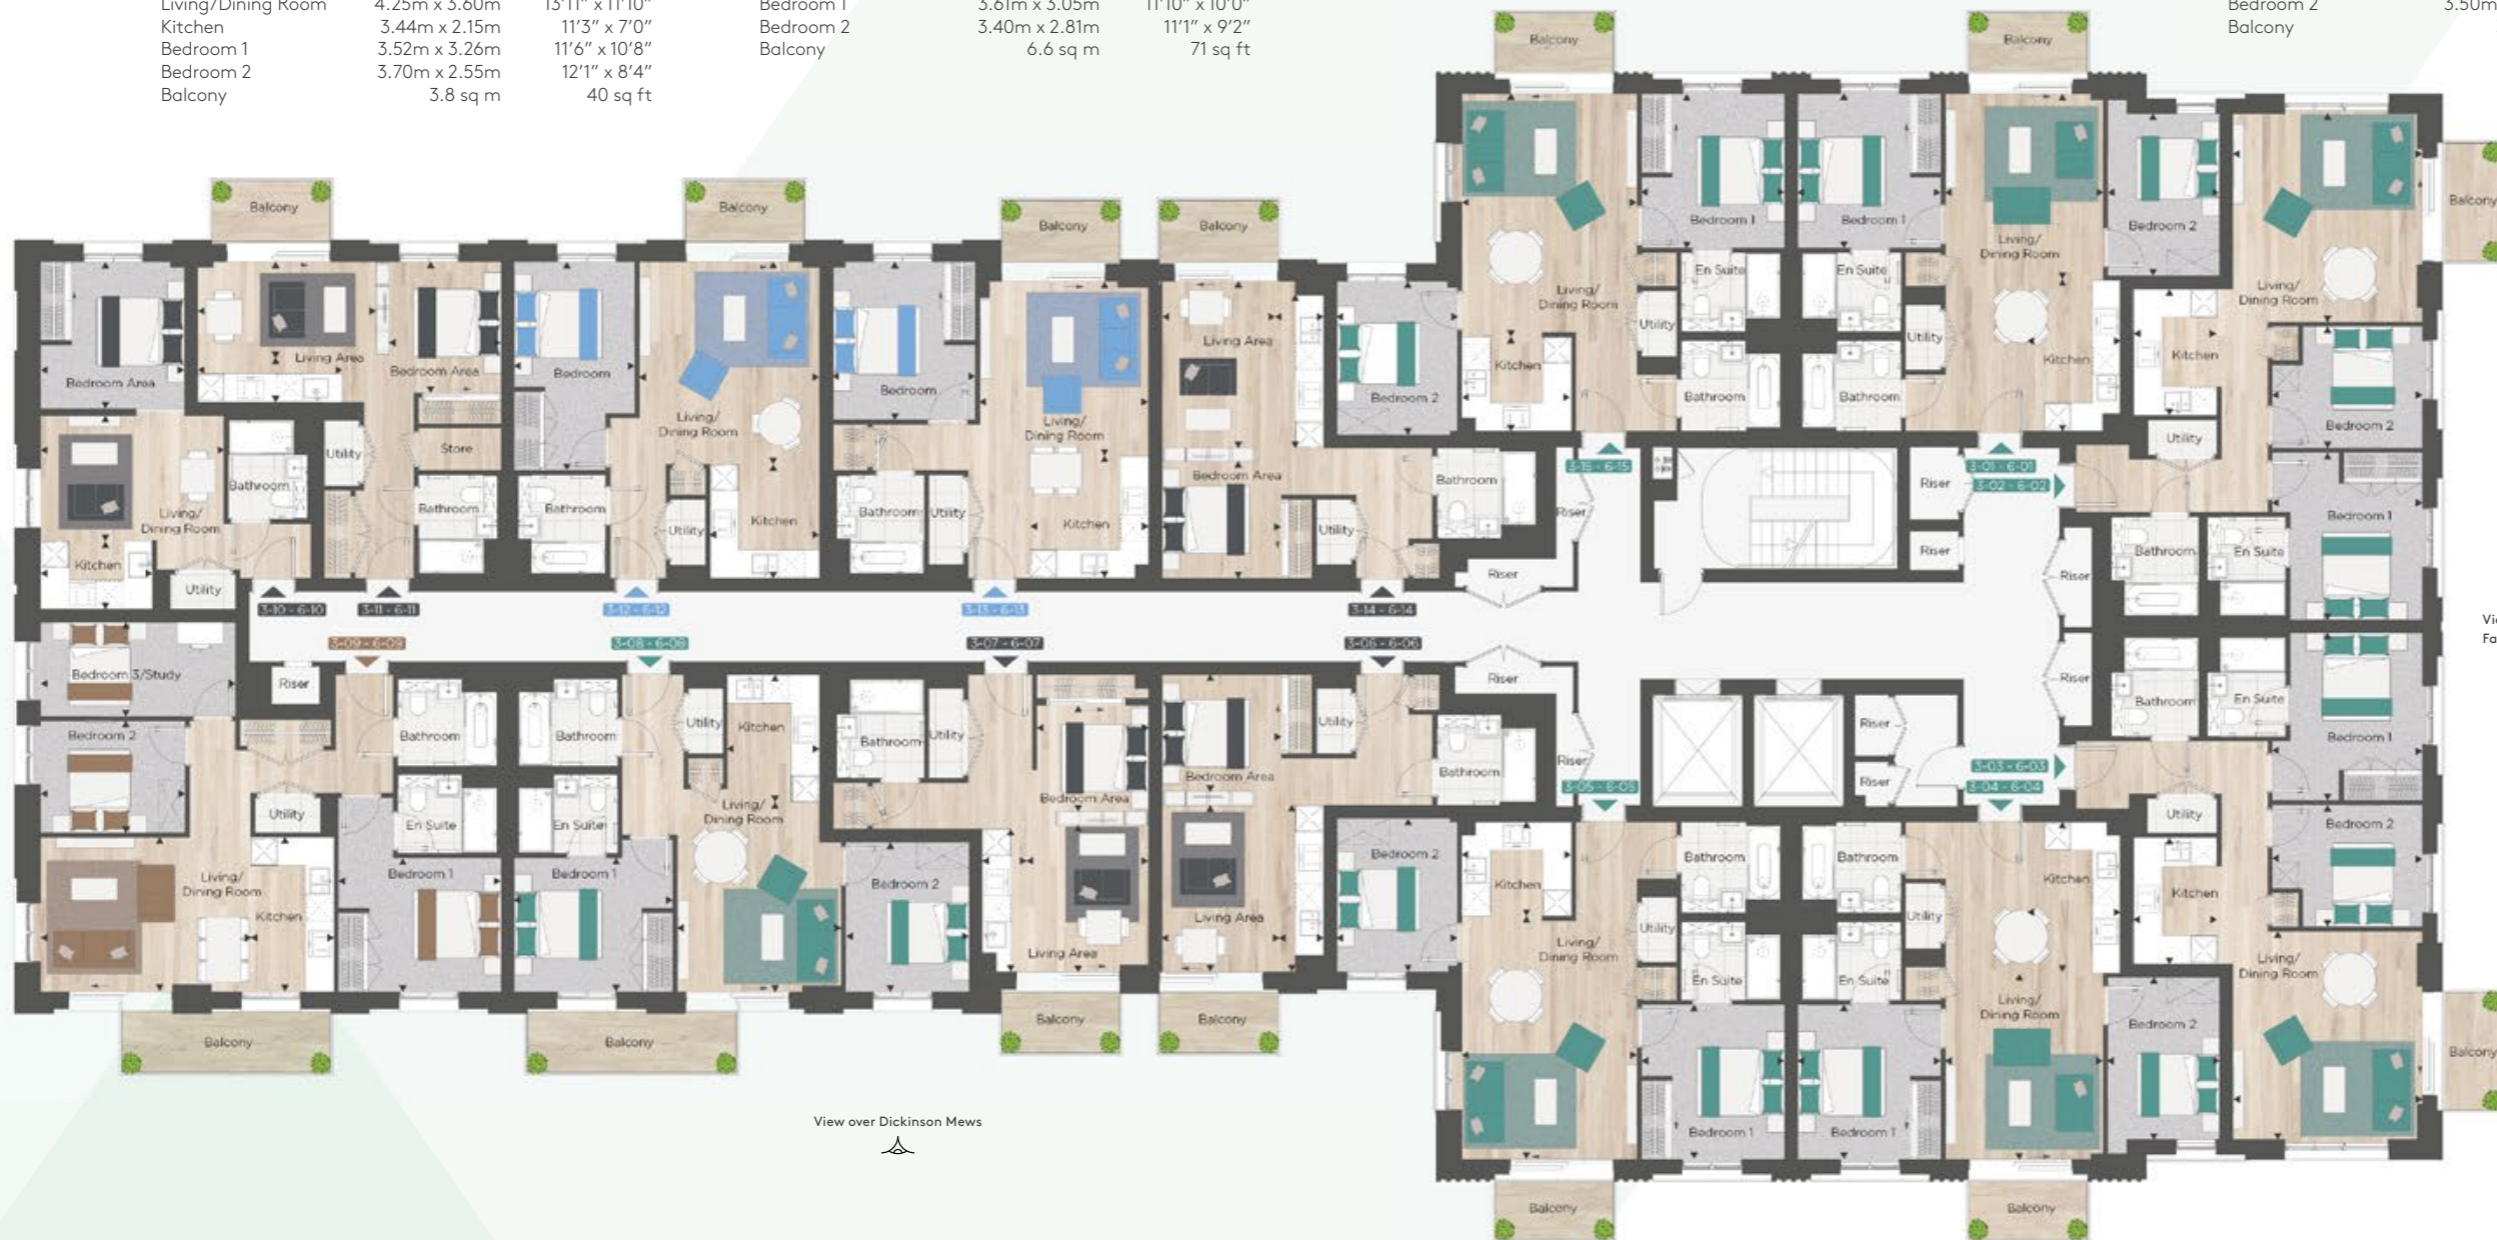 Living/Dining Room 4.25m x 3.60m 13'11" x 11'10"
Kitchen 3.44m x 2.15m 11'3" x 7'0"
Bedroom 1 3.52m x 3.26m 11'6" x 10'8"
Bedroom 2 3.70m x 2.55m 12'1" x 8'4"
Balcony 3.8 sq m 40 sq ft
Bedroom 1 3.61m x 3.05m 11'10" x 10'0"
Bedroom 2 3.40m x 2.81m 11'1" x 9'2"
Balcony 6.6 sq m 71 sq ft
Bedroom 2 3.50m
Balcony
Balcony
Balcony
Balcony
Balcony
Balcony
Balcony
Balcony
Bedroom Area
Living Area
Bedroom Area
Bedroom
Living/
Dining Room
Bedroom
Living/
Dining Room
Living Area
Bedroom Area
Bedroom 2
Living/
Dining Room
Kitchen
Bedroom 1
En Suite
Utility
Bathroom
Bedroom 1
En Suite
Utility
Bathroom
Living/
Dining Room
Kitchen
Bedroom 2
Living/
Dining Room
Kitchen
Utility
Bedroom 2
Bedroom 1
Bathroom
En Suite
Living/
Dining Room
Kitchen
Bathroom
Utility
Utility
Store
Bathroom
Bathroom
Utility
Kitchen
Bathroom
Utility
Kitchen
Utility
Bathroom
Riser
Riser
Riser
Riser
Riser
3-15 - 6-15
3-01 - 6-01
3-02 - 6-02
3-10 - 6-10
3-11 - 6-11
3-12 - 6-12
3-13 - 6-13
3-14 - 6-14
3-09 - 6-09
3-08 - 6-08
3-07 - 6-07
3-06 - 6-06
Vi
Fa
Bedroom 3/Study
Riser
Bedroom 2
Utility
Bathroom
En Suite
Living/
Dining Room
Kitchen
Bedroom 1
Bathroom
En Suite
Bedroom 1
Utility
Kitchen
Living/
Dining Room
Bedroom 2
Bathroom
Utility
Bedroom Area
Living Area
Bedroom Area
Living Area
Utility
Bathroom
Bedroom 2
Riser
Riser
Riser
Riser
Riser
3-05 - 6-05
3-03 - 6-03
3-04 - 6-04
Kitchen
Living/
Dining Room
Bathroom
Utility
En Suite
Bedroom 1
Bathroom
Utility
En Suite
Bedroom 1
Kitchen
Living/
Dining Room
Bedroom 2
Bathroom
En Suite
Bedroom 1
Utility
Bedroom 2
Kitchen
Living/
Dining Room
Balcony
Balcony
Balcony
Balcony
Balcony
Balcony
Balcony
View over Dickinson Mews